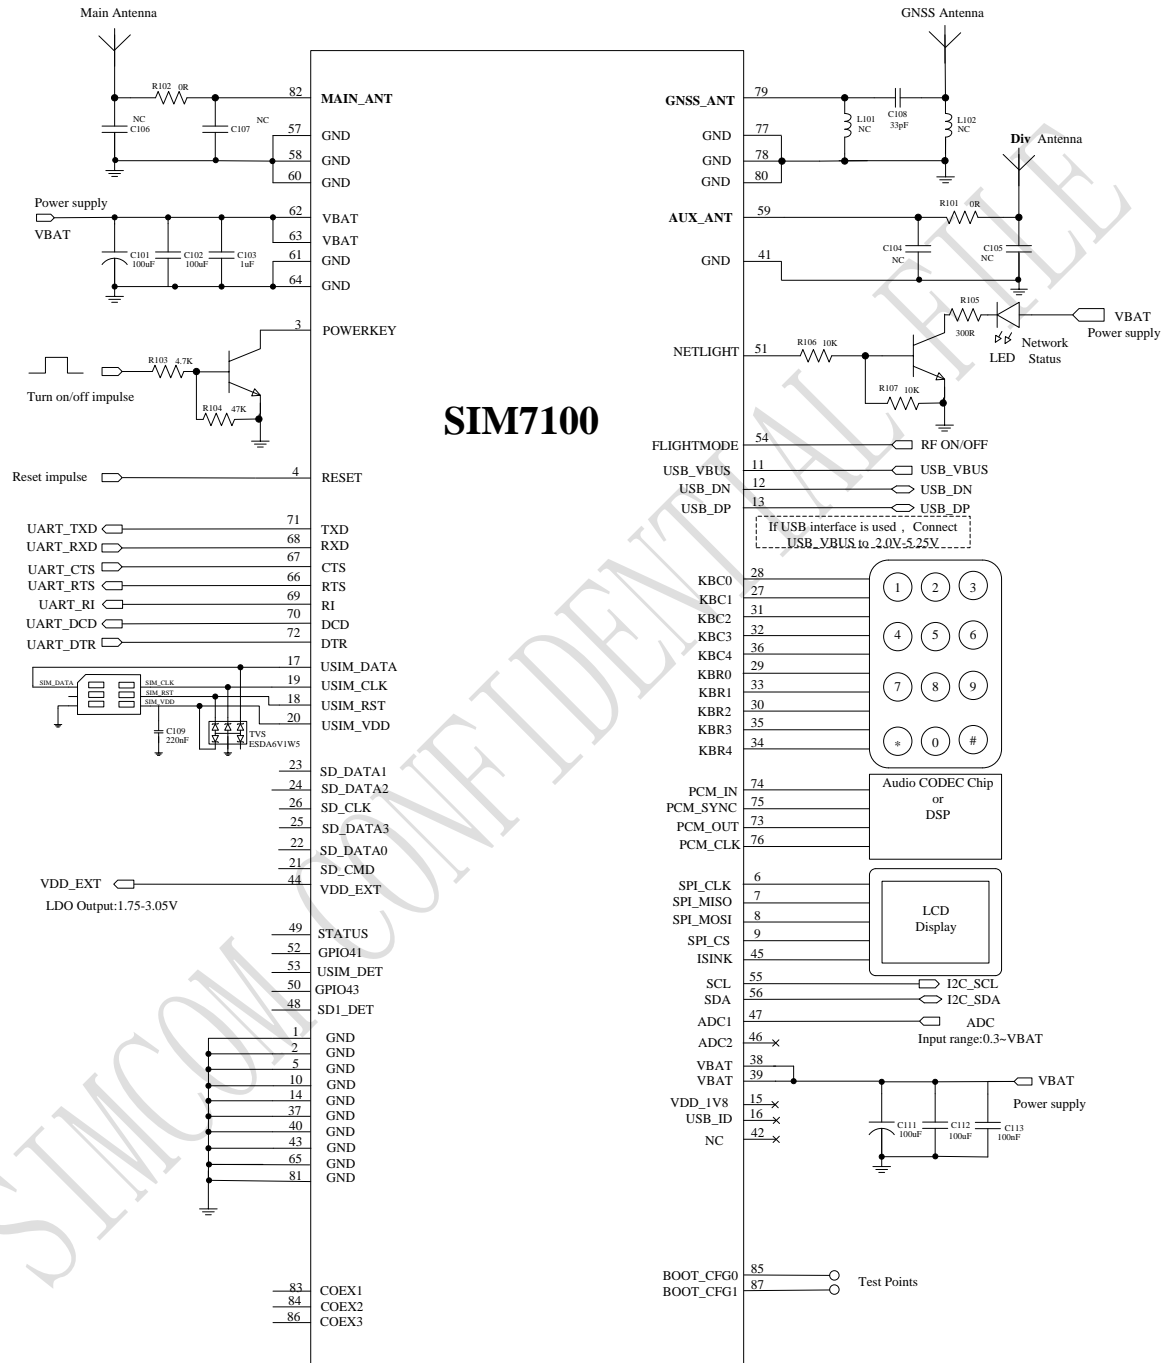 Main Antenna
R102 0R
NC
C106
NC
C107
82
MAIN_ANT
57
GND
58
GND
60
GND
Power supply
VBAT
62
VBAT
63
VBAT
61
GND
64
GND
C101
100uF
C102
100uF
C103
1uF
3
POWERKEY
R103 4.7K
R104 47K
Turn on/off impulse
SIM7100
Reset impulse
4
RESET
UART_TXD
71
TXD
UART_RXD
68
RXD
UART_CTS
67
CTS
UART_RTS
66
RTS
UART_RI
69
RI
UART_DCD
70
DCD
UART_DTR
72
DTR
17
USIM_DATA
19
USIM_CLK
18
USIM_RST
20
USIM_VDD
SIM_DATA
SIM_CLK
SIM_RST
SIM_VDD
C109
220nF
TVS
ESDA6V1W5
23
SD_DATA1
24
SD_DATA2
26
SD_CLK
25
SD_DATA3
22
SD_DATA0
21
SD_CMD
VDD_EXT
44
VDD_EXT
LDO Output:1.75-3.05V
49
STATUS
52
GPIO41
53
USIM_DET
50
GPIO43
48
SD1_DET
1
GND
2
GND
5
GND
10
GND
14
GND
37
GND
40
GND
43
GND
65
GND
81
GND
83
COEX1
84
COEX2
86
COEX3
GNSS Antenna
GNSS_ANT
79
C108
33pF
L101
NC
L102
NC
GND
77
GND
78
GND
80
Div Antenna
AUX_ANT
59
R101 0R
C104
NC
C105
NC
GND
41
R105
300R
VBAT
Power supply
LED
Network
Status
NETLIGHT
51
R106 10K
R107 10K
FLIGHTMODE
54
RF ON/OFF
USB_VBUS
11
USB_VBUS
USB_DN
12
USB_DN
USB_DP
13
USB_DP
If USB interface is used , Connect
USB_VBUS to 2.0V-5.25V
KBC0
28
KBC1
27
KBC2
31
KBC3
32
KBC4
36
KBR0
29
KBR1
33
KBR2
30
KBR3
35
KBR4
34
1 2 3
4 5 6
7 8 9
* 0 #
PCM_IN
74
PCM_SYNC
75
PCM_OUT
73
PCM_CLK
76
Audio CODEC Chip
or
DSP
SPI_CLK
6
SPI_MISO
7
SPI_MOSI
8
SPI_CS
9
ISINK
45
LCD
Display
SCL
55
I2C_SCL
SDA
56
I2C_SDA
ADC1
47
ADC
Input range:0.3~VBAT
ADC2
46
VBAT
38
VBAT
39
VBAT
Power supply
VDD_1V8
15
USB_ID
16
NC
42
C111
100uF
C112
100uF
C113
100nF
BOOT_CFG0
85
BOOT_CFG1
87
Test Points
SIMCOM CONFIDENTIAL FILE